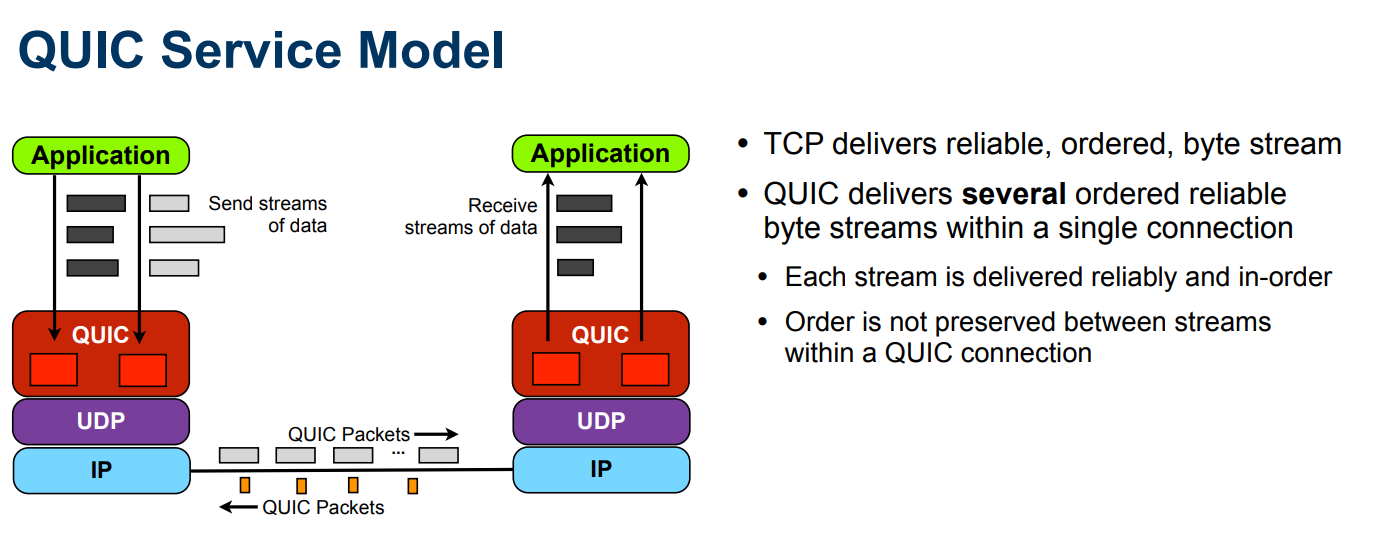 QUIC Service Model
Application
Send streams
of data
QUIC
UDP
IP
QUIC Packets
...
QUIC Packets
Application
Receive
streams of data
QUIC
UDP
IP
• TCP delivers reliable, ordered, byte stream
• QUIC delivers several ordered reliable
byte streams within a single connection
• Each stream is delivered reliably and in-order
• Order is not preserved between streams
within a QUIC connection